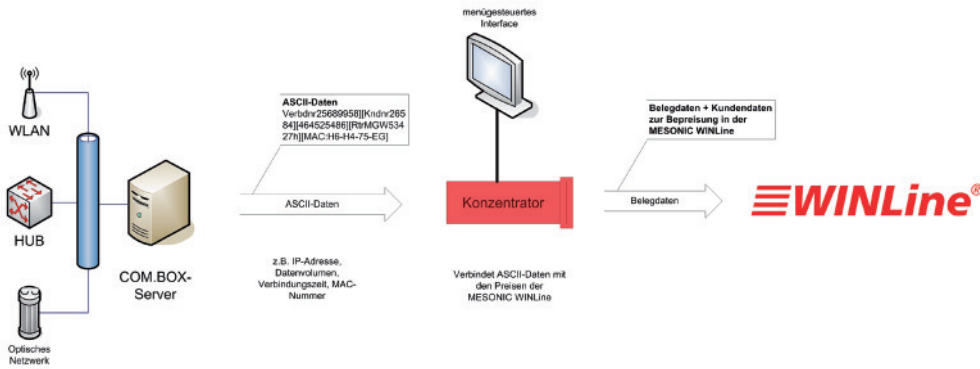 menügesteuertes
Interface
WLAN
HUB
Optisches
Netzwerk
COM.BOX-
Server
ASCII-Daten
Verbdnr25689958][Kndnr265
84][464525486][RtrMGW534
27h][MAC:H6-H4-75-EG]
ASCII-Daten
z.B. IP-Adresse,
Datenvolumen,
Verbindungszeit, MAC-
Nummer
Konzentrator
Verbindet ASCII-Daten mit
den Preisen der
MESONIC WINLine
Belegdaten + Kundendaten
zur Bepreisung in der
MESONIC WINLine
Belegdaten
WINLine®